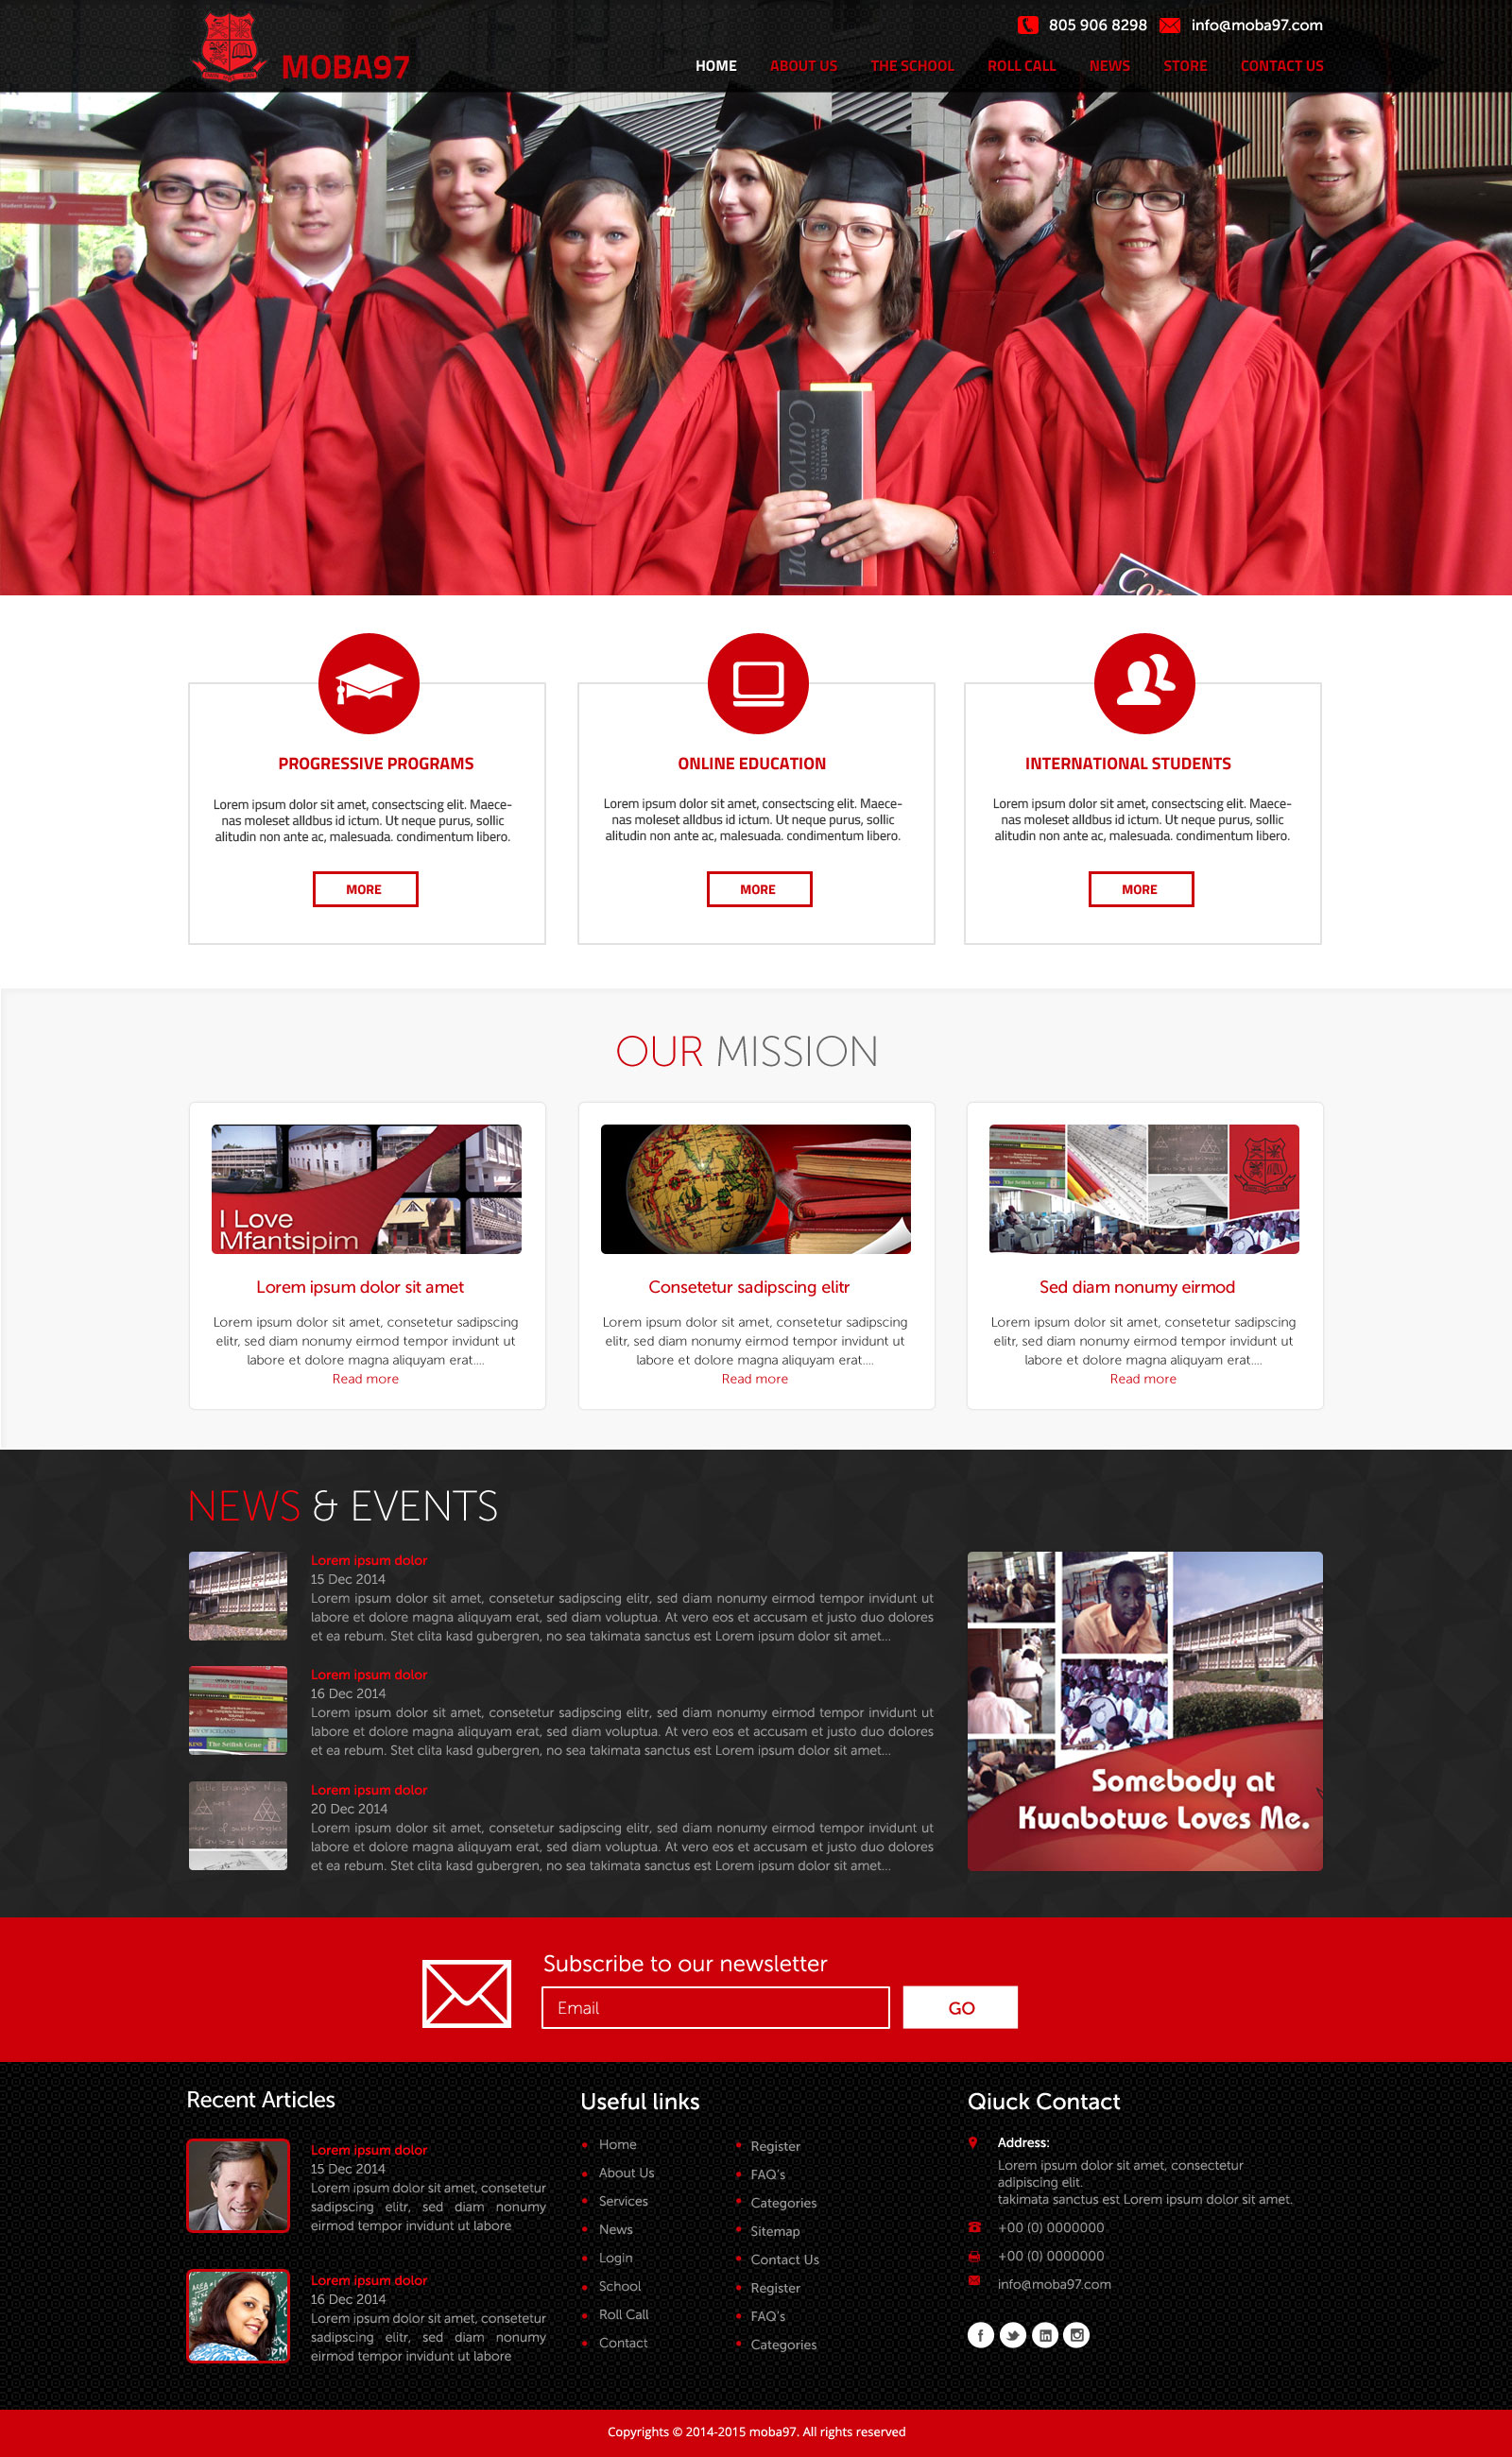 805 906 8298 info@moba97.com
MOBA97
HOME ABOUT US THE SCHOOL ROLL CALL NEWS STORE CONTACT US
Kwantlen
Convocation
PROGRESSIVE PROGRAMS
Lorem ipsum dolor sit amet, consectscing elit. Maece-
nas moleset alldbus id ictum. Ut neque purus, sollic
alitudin non ante ac, malesuada. condimentum libero.
MORE
ONLINE EDUCATION
Lorem ipsum dolor sit amet, consectscing elit. Maece-
nas moleset alldbus id ictum. Ut neque purus, sollic
alitudin non ante ac, malesuada. condimentum libero.
MORE
INTERNATIONAL STUDENTS
Lorem ipsum dolor sit amet, consectscing elit. Maece-
nas moleset alldbus id ictum. Ut neque purus, sollic
alitudin non ante ac, malesuada. condimentum libero.
MORE
OUR MISSION
I Love
Mfantsipim
Lorem ipsum dolor sit amet
Lorem ipsum dolor sit amet, consetetur sadipscing
elitr, sed diam nonumy eirmod tempor invidunt ut
labore et dolore magna aliquyam erat....
Read more
Consetetur sadipscing elitr
Lorem ipsum dolor sit amet, consetetur sadipscing
elitr, sed diam nonumy eirmod tempor invidunt ut
labore et dolore magna aliquyam erat....
Read more
The Selfish Gene
Sed diam nonumy eirmod
Lorem ipsum dolor sit amet, consetetur sadipscing
elitr, sed diam nonumy eirmod tempor invidunt ut
labore et dolore magna aliquyam erat....
Read more
NEWS & EVENTS
Lorem ipsum dolor
15 Dec 2014
Lorem ipsum dolor sit amet, consetetur sadipscing elitr, sed diam nonumy eirmod tempor invidunt ut
labore et dolore magna aliquyam erat, sed diam voluptua. At vero eos et accusam et justo duo dolores
et ea rebum. Stet clita kasd gubergren, no sea takimata sanctus est Lorem ipsum dolor sit amet...
The Selfish Gene
Lorem ipsum dolor
16 Dec 2014
Lorem ipsum dolor sit amet, consetetur sadipscing elitr, sed diam nonumy eirmod tempor invidunt ut
labore et dolore magna aliquyam erat, sed diam voluptua. At vero eos et accusam et justo duo dolores
et ea rebum. Stet clita kasd gubergren, no sea takimata sanctus est Lorem ipsum dolor sit amet...
Lorem ipsum dolor
20 Dec 2014
Lorem ipsum dolor sit amet, consetetur sadipscing elitr, sed diam nonumy eirmod tempor invidunt ut
labore et dolore magna aliquyam erat, sed diam voluptua. At vero eos et accusam et justo duo dolores
et ea rebum. Stet clita kasd gubergren, no sea takimata sanctus est Lorem ipsum dolor sit amet...
Somebody at
Kwabotwe Loves Me.
Subscribe to our newsletter
Email
GO
Recent Articles
Lorem ipsum dolor
15 Dec 2014
Lorem ipsum dolor sit amet, consetetur
sadipscing elitr, sed diam nonumy
eirmod tempor invidunt ut labore
Lorem ipsum dolor
16 Dec 2014
Lorem ipsum dolor sit amet, consetetur
sadipscing elitr, sed diam nonumy
eirmod tempor invidunt ut labore
Useful links
Home
About Us
Services
News
Login
School
Roll Call
Contact
Register
FAQ's
Categories
Sitemap
Contact Us
Register
FAQ's
Categories
Qiuck Contact
Address:
Lorem ipsum dolor sit amet, consectetur
adipiscing elit.
takimata sanctus est Lorem ipsum dolor sit amet.
+00 (0) 0000000
+00 (0) 0000000
info@moba97.com
Copyrights © 2014-2015 moba97. All rights reserved